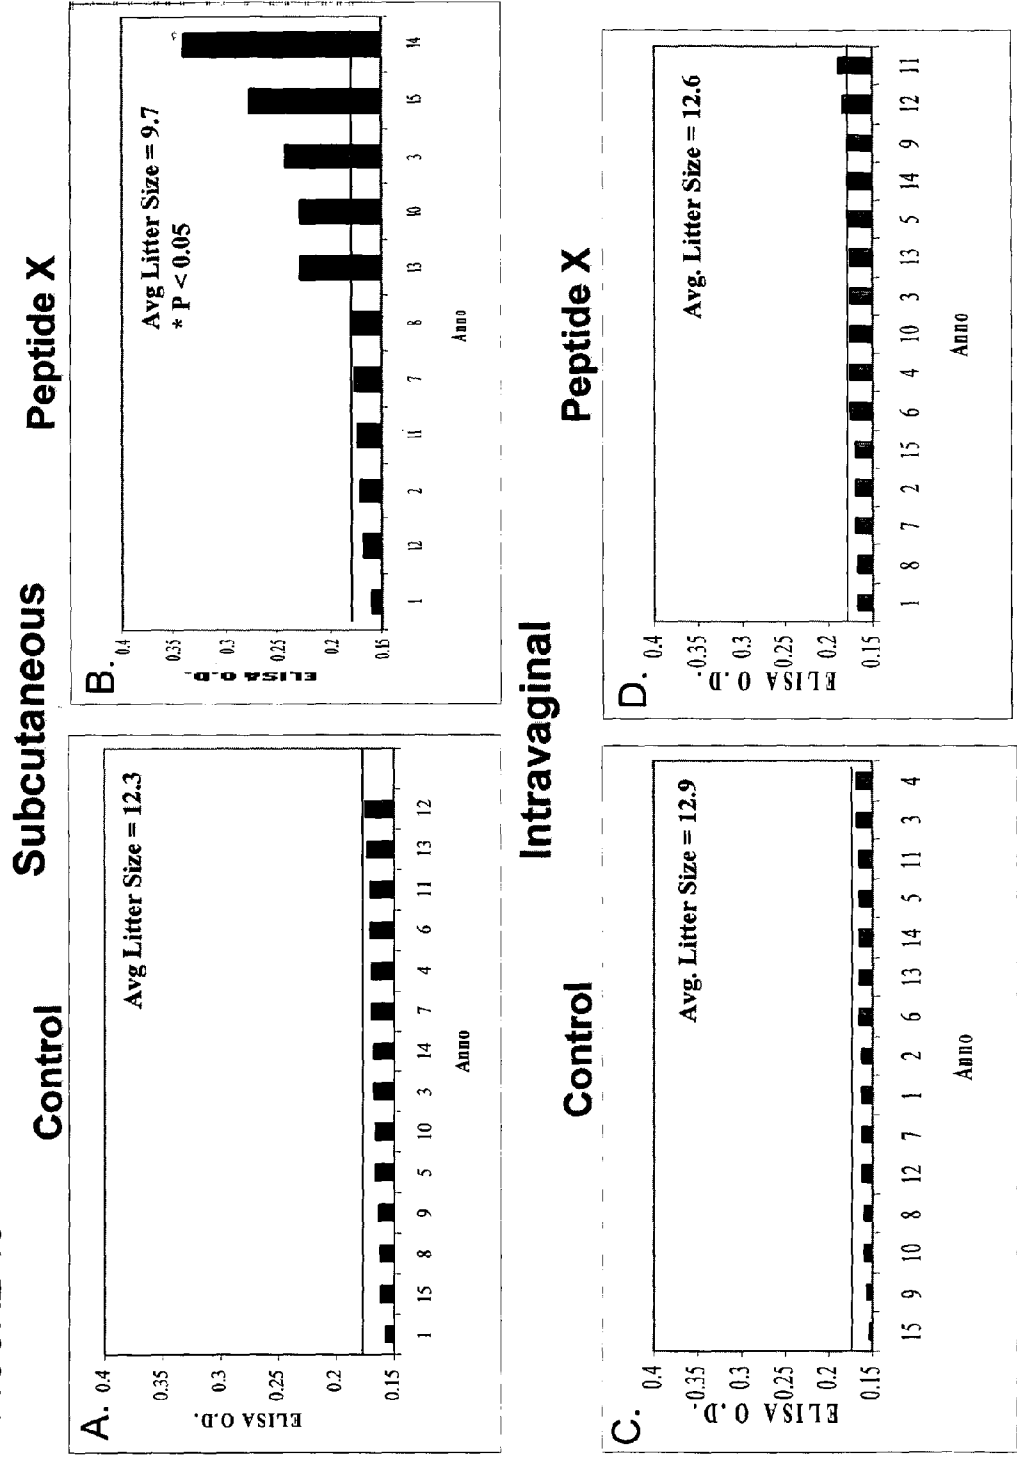 Subcutaneous
Control
Peptide X
A.
Avg Litter Size = 12.3
0.4
0.35
0.3
0.25
0.2
0.15
ELISA O.D.
1 15 8 9 5 10 3 14 7 4 6 11 13 12
Anno
B.
Avg Litter Size = 9.7
* P < 0.05
0.4
0.35
0.3
0.25
0.2
0.15
ELISA O.D.
1 12 2 11 7 8 13 10 3 15 14
Anno
Intravaginal
Control
Peptide X
C.
Avg. Litter Size = 12.9
0.4
0.35
0.3
0.25
0.2
0.15
ELISA O.D.
15 9 10 8 12 7 1 2 6 13 14 5 11 3 4
Anno
D.
Avg. Litter Size = 12.6
0.4
0.35
0.3
0.25
0.2
0.15
ELISA O.D.
1 8 7 2 15 6 4 10 3 13 5 14 9 12 11
Anno